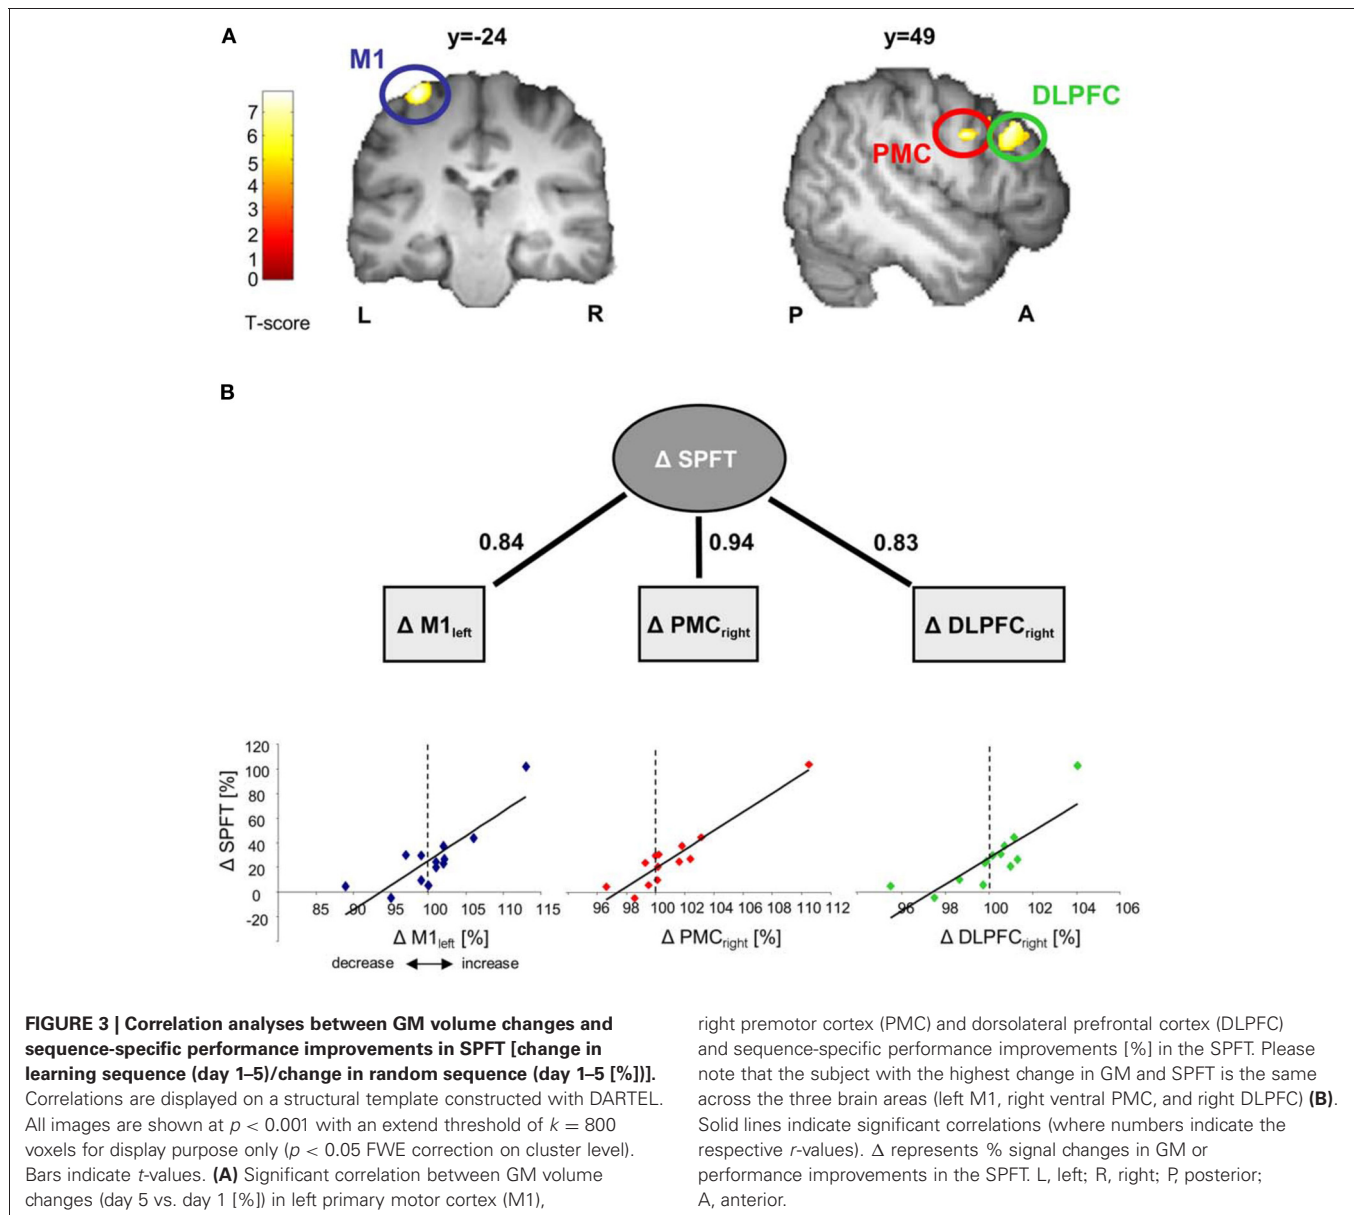 A
y=-24
y=49
M1
DLPFC
PMC
7
6
5
4
3
2
1
0
T-score
L
R
P
A
B
Δ SPFT
0.84
0.94
0.83
Δ M1left
Δ PMCright
Δ DLPFCright
Δ SPFT [%]
120
100
80
60
40
20
0
-20
85 90 95 100 105 110 115
96 98 100 102 104 106 108 110 112
96 98 100 102 104 106
Δ M1left [%]
Δ PMCright [%]
Δ DLPFCright [%]
decrease increase
FIGURE 3 | Correlation analyses between GM volume changes and
sequence-specific performance improvements in SPFT [change in
learning sequence (day 1–5)/change in random sequence (day 1–5 [%])].
Correlations are displayed on a structural template constructed with DARTEL.
All images are shown at p < 0.001 with an extend threshold of k = 800
voxels for display purpose only (p < 0.05 FWE correction on cluster level).
Bars indicate t-values. (A) Significant correlation between GM volume
changes (day 5 vs. day 1 [%]) in left primary motor cortex (M1),
right premotor cortex (PMC) and dorsolateral prefrontal cortex (DLPFC)
and sequence-specific performance improvements [%] in the SPFT. Please
note that the subject with the highest change in GM and SPFT is the same
across the three brain areas (left M1, right ventral PMC, and right DLPFC) (B).
Solid lines indicate significant correlations (where numbers indicate the
respective r-values). Δ represents % signal changes in GM or
performance improvements in the SPFT. L, left; R, right; P, posterior;
A, anterior.